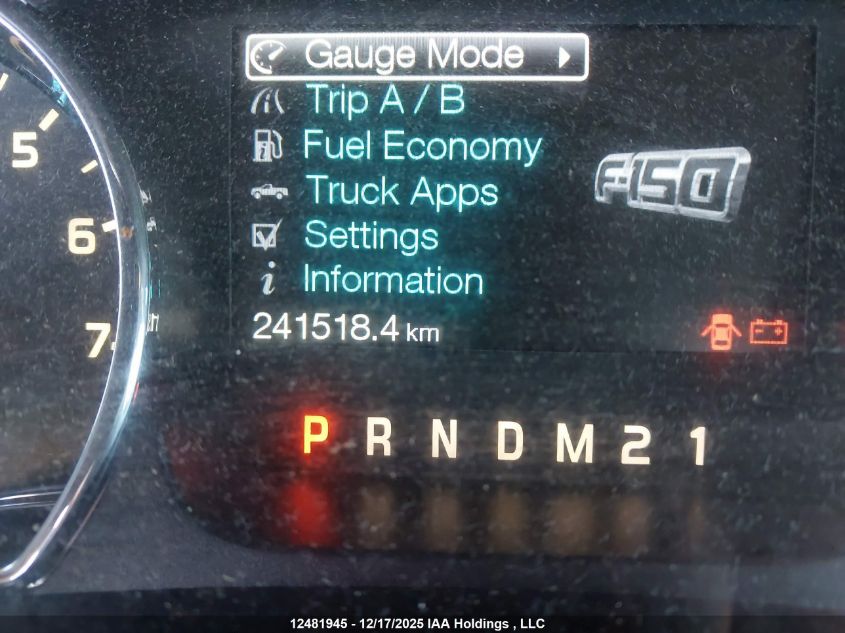 Gauge Mode
Trip A / B
Fuel Economy
Truck Apps
Settings
Information
F-150
241518.4 km
5
6
7
P R N D M 2 1
12481945 - 12/17/2025 IAA Holdings , LLC